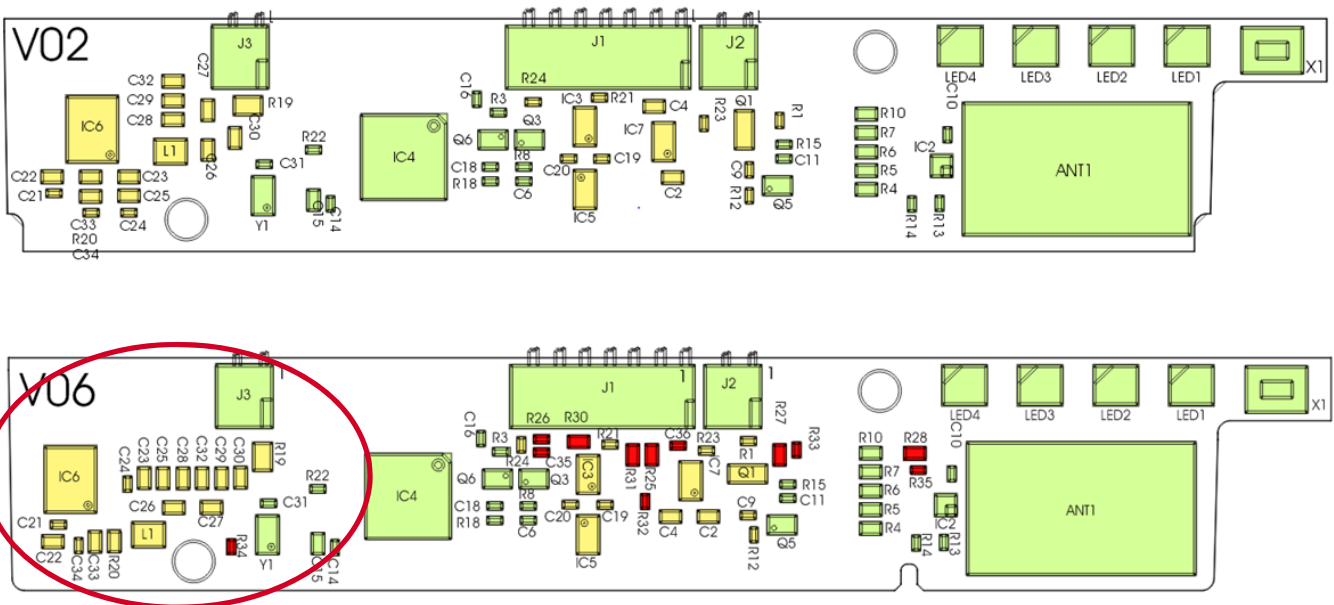 V02
J3
C27
C32
C29
C28
R19
C30
IC6
L1
C26
C22
C23
C21
C25
C33
C24
R20
C34
R22
C31
Y1
C15
C14
IC4
J1
R24
J2
C16
R3
Q6
Q3
IC3
R21
C4
IC7
R23
Q1
R1
C18
R8
R18
C6
C20
C19
IC5
C2
C9
R12
R15
C11
Q5
R10
R7
R6
R5
R4
IC2
C10
R14
R13
ANT1
LED4
LED3
LED2
LED1
X1
V06
J3
1
IC6
C24
C23
C25
C28
C32
C29
C30
R19
C26
C27
C21
C22
L1
C34
C33
R20
R34
R22
C31
Y1
C15
C14
IC4
J1
1
J2
1
C16
R3
R26
R30
R24
C35
Q6
Q3
IC3
R21
R31
R25
C36
R23
C7
R1
Q1
R27
R33
C18
R8
R18
C6
C20
C19
R32
C4
C2
IC5
C9
R12
R15
C11
Q5
R10
R28
R7
R35
R6
R5
R4
C10
IC2
R14
R13
ANT1
LED4
LED3
LED2
LED1
X1